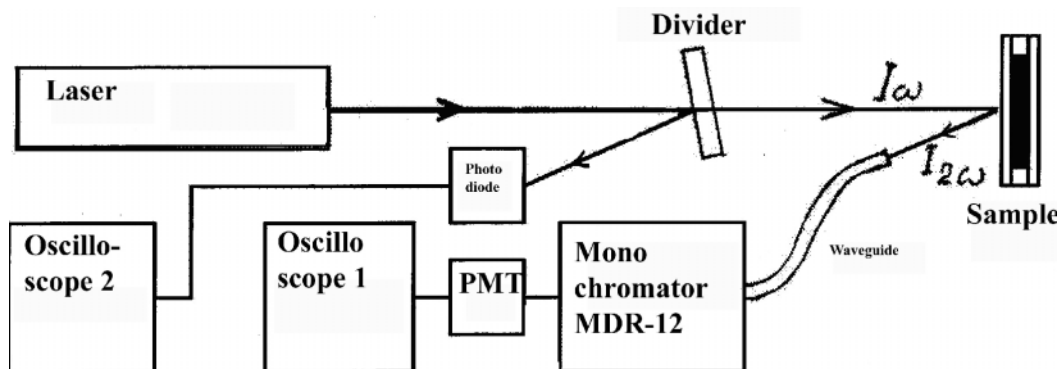 Divider
Laser
Iω
I2ω
Photo
diode
Sample
Oscillo-
scope 2
Oscillo
scope 1
PMT
Mono
chromator
MDR-12
Waveguide